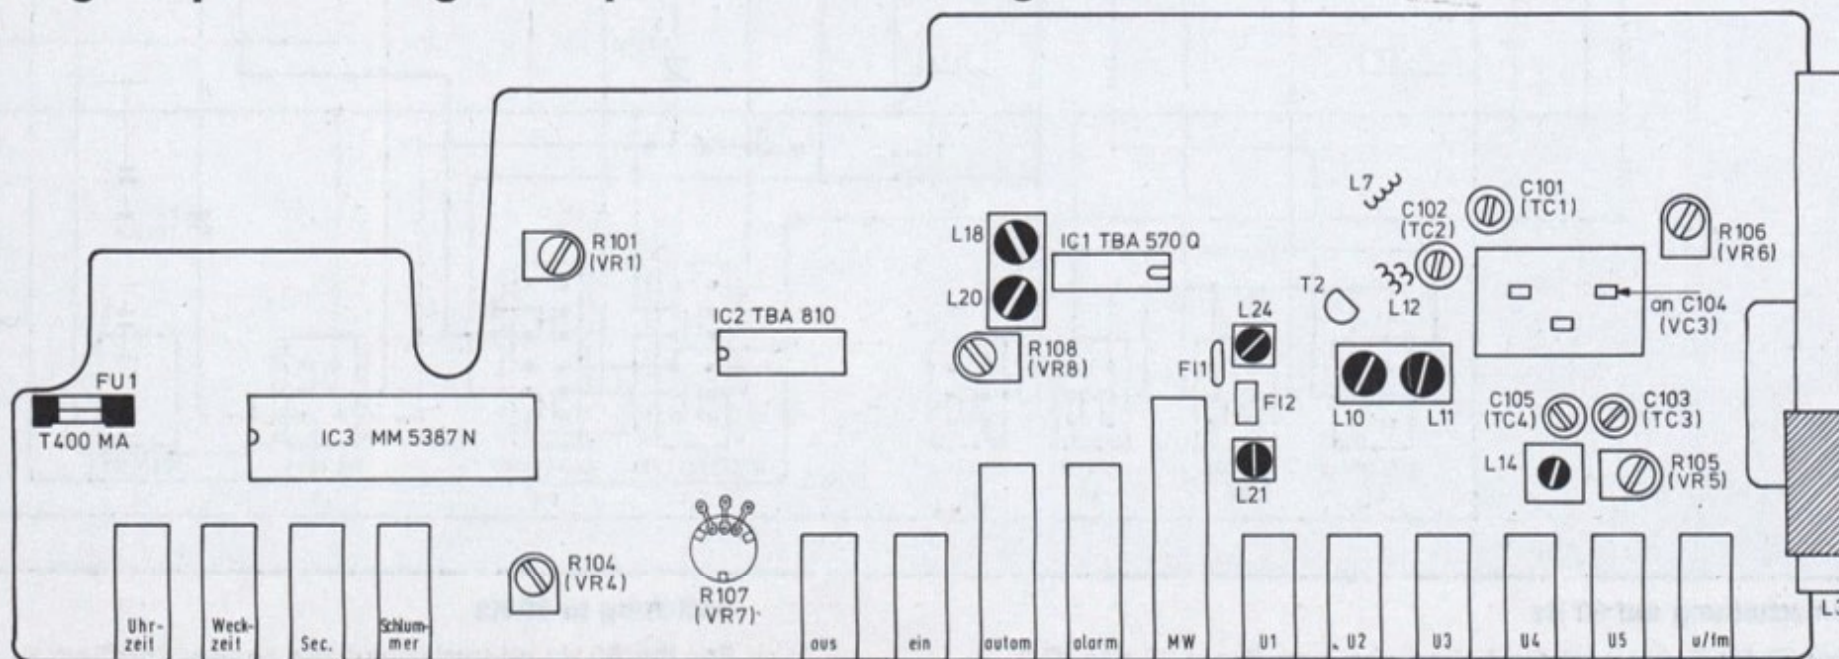 L7
C101
(TC1)
C102
(TC2)
R106
(VR6)
R101
(VR1)
L18
IC1 TBA 570 Q
L20
T2
L12
an C104
(VC3)
IC2 TBA 810
L24
R108
(VR8)
FI1
FI2
FU1
T400 MA
IC3 MM 5387 N
L10
L11
C105
(TC4)
C103
(TC3)
L14
R105
(VR5)
L21
R104
(VR4)
R107
(VR7)
Uhr-
zeit
Weck-
zeit
Sec.
Schlum-
mer
aus
ein
autom
alarm
MW
U1
U2
U3
U4
U5
u/fm